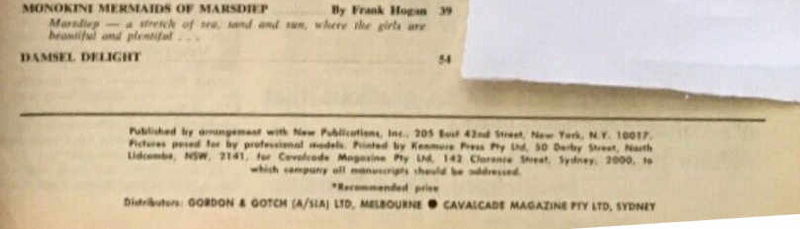 MONOKINI MERMAIDS OF MARSDIEP By Frank Hogan 39
Marsdiep — a stretch of sea, sand and sun, where the girls are
beautiful and plentiful . . .
DAMSEL DELIGHT 54
Published by arrangement with New Publications, Inc., 205 East 42nd Street, New York, N.Y. 10017.
Pictures posed for by professional models. Printed by Kenmure Press Pty Ltd, 50 Derby Street, North
Lidcombe, NSW, 2141, for Cavalcade Magazine Pty Ltd, 142 Clarence Street, Sydney, 2000, to
which company all manuscripts should be addressed.
*Recommended price
Distributors: GORDON & GOTCH (A/SIA) LTD, MELBOURNE ● CAVALCADE MAGAZINE PTY LTD, SYDNEY